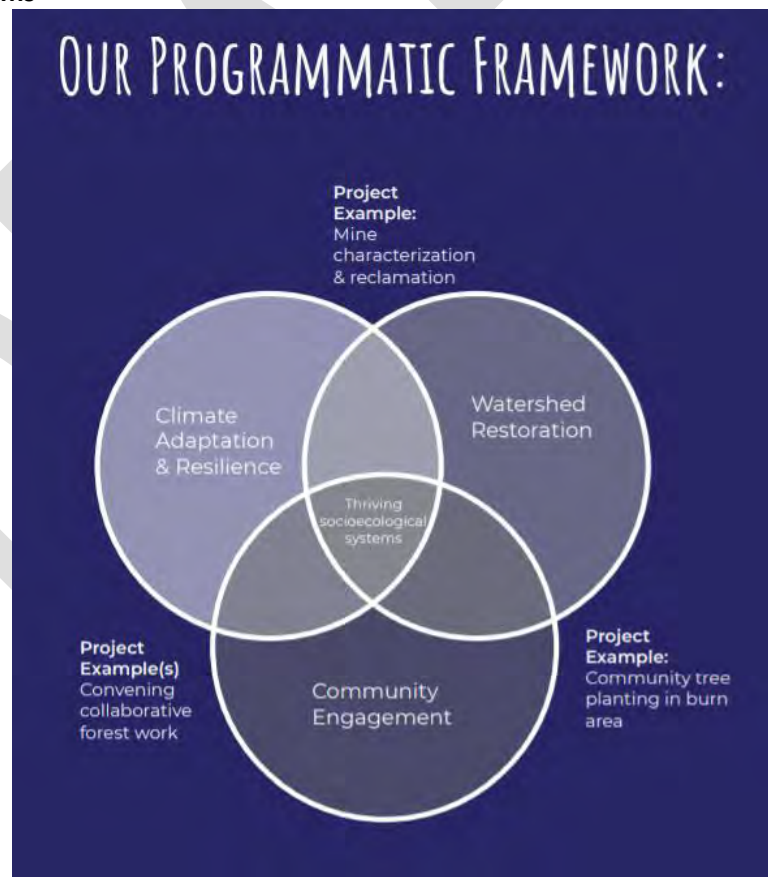 OUR PROGRAMMATIC FRAMEWORK:
Project
Example:
Mine
characterization
& reclamation
Climate
Adaptation
& Resilience
Watershed
Restoration
Thriving
socioecological
systems
Project
Example(s)
Convening
collaborative
forest work
Community
Engagement
Project
Example:
Community tree
planting in burn
area